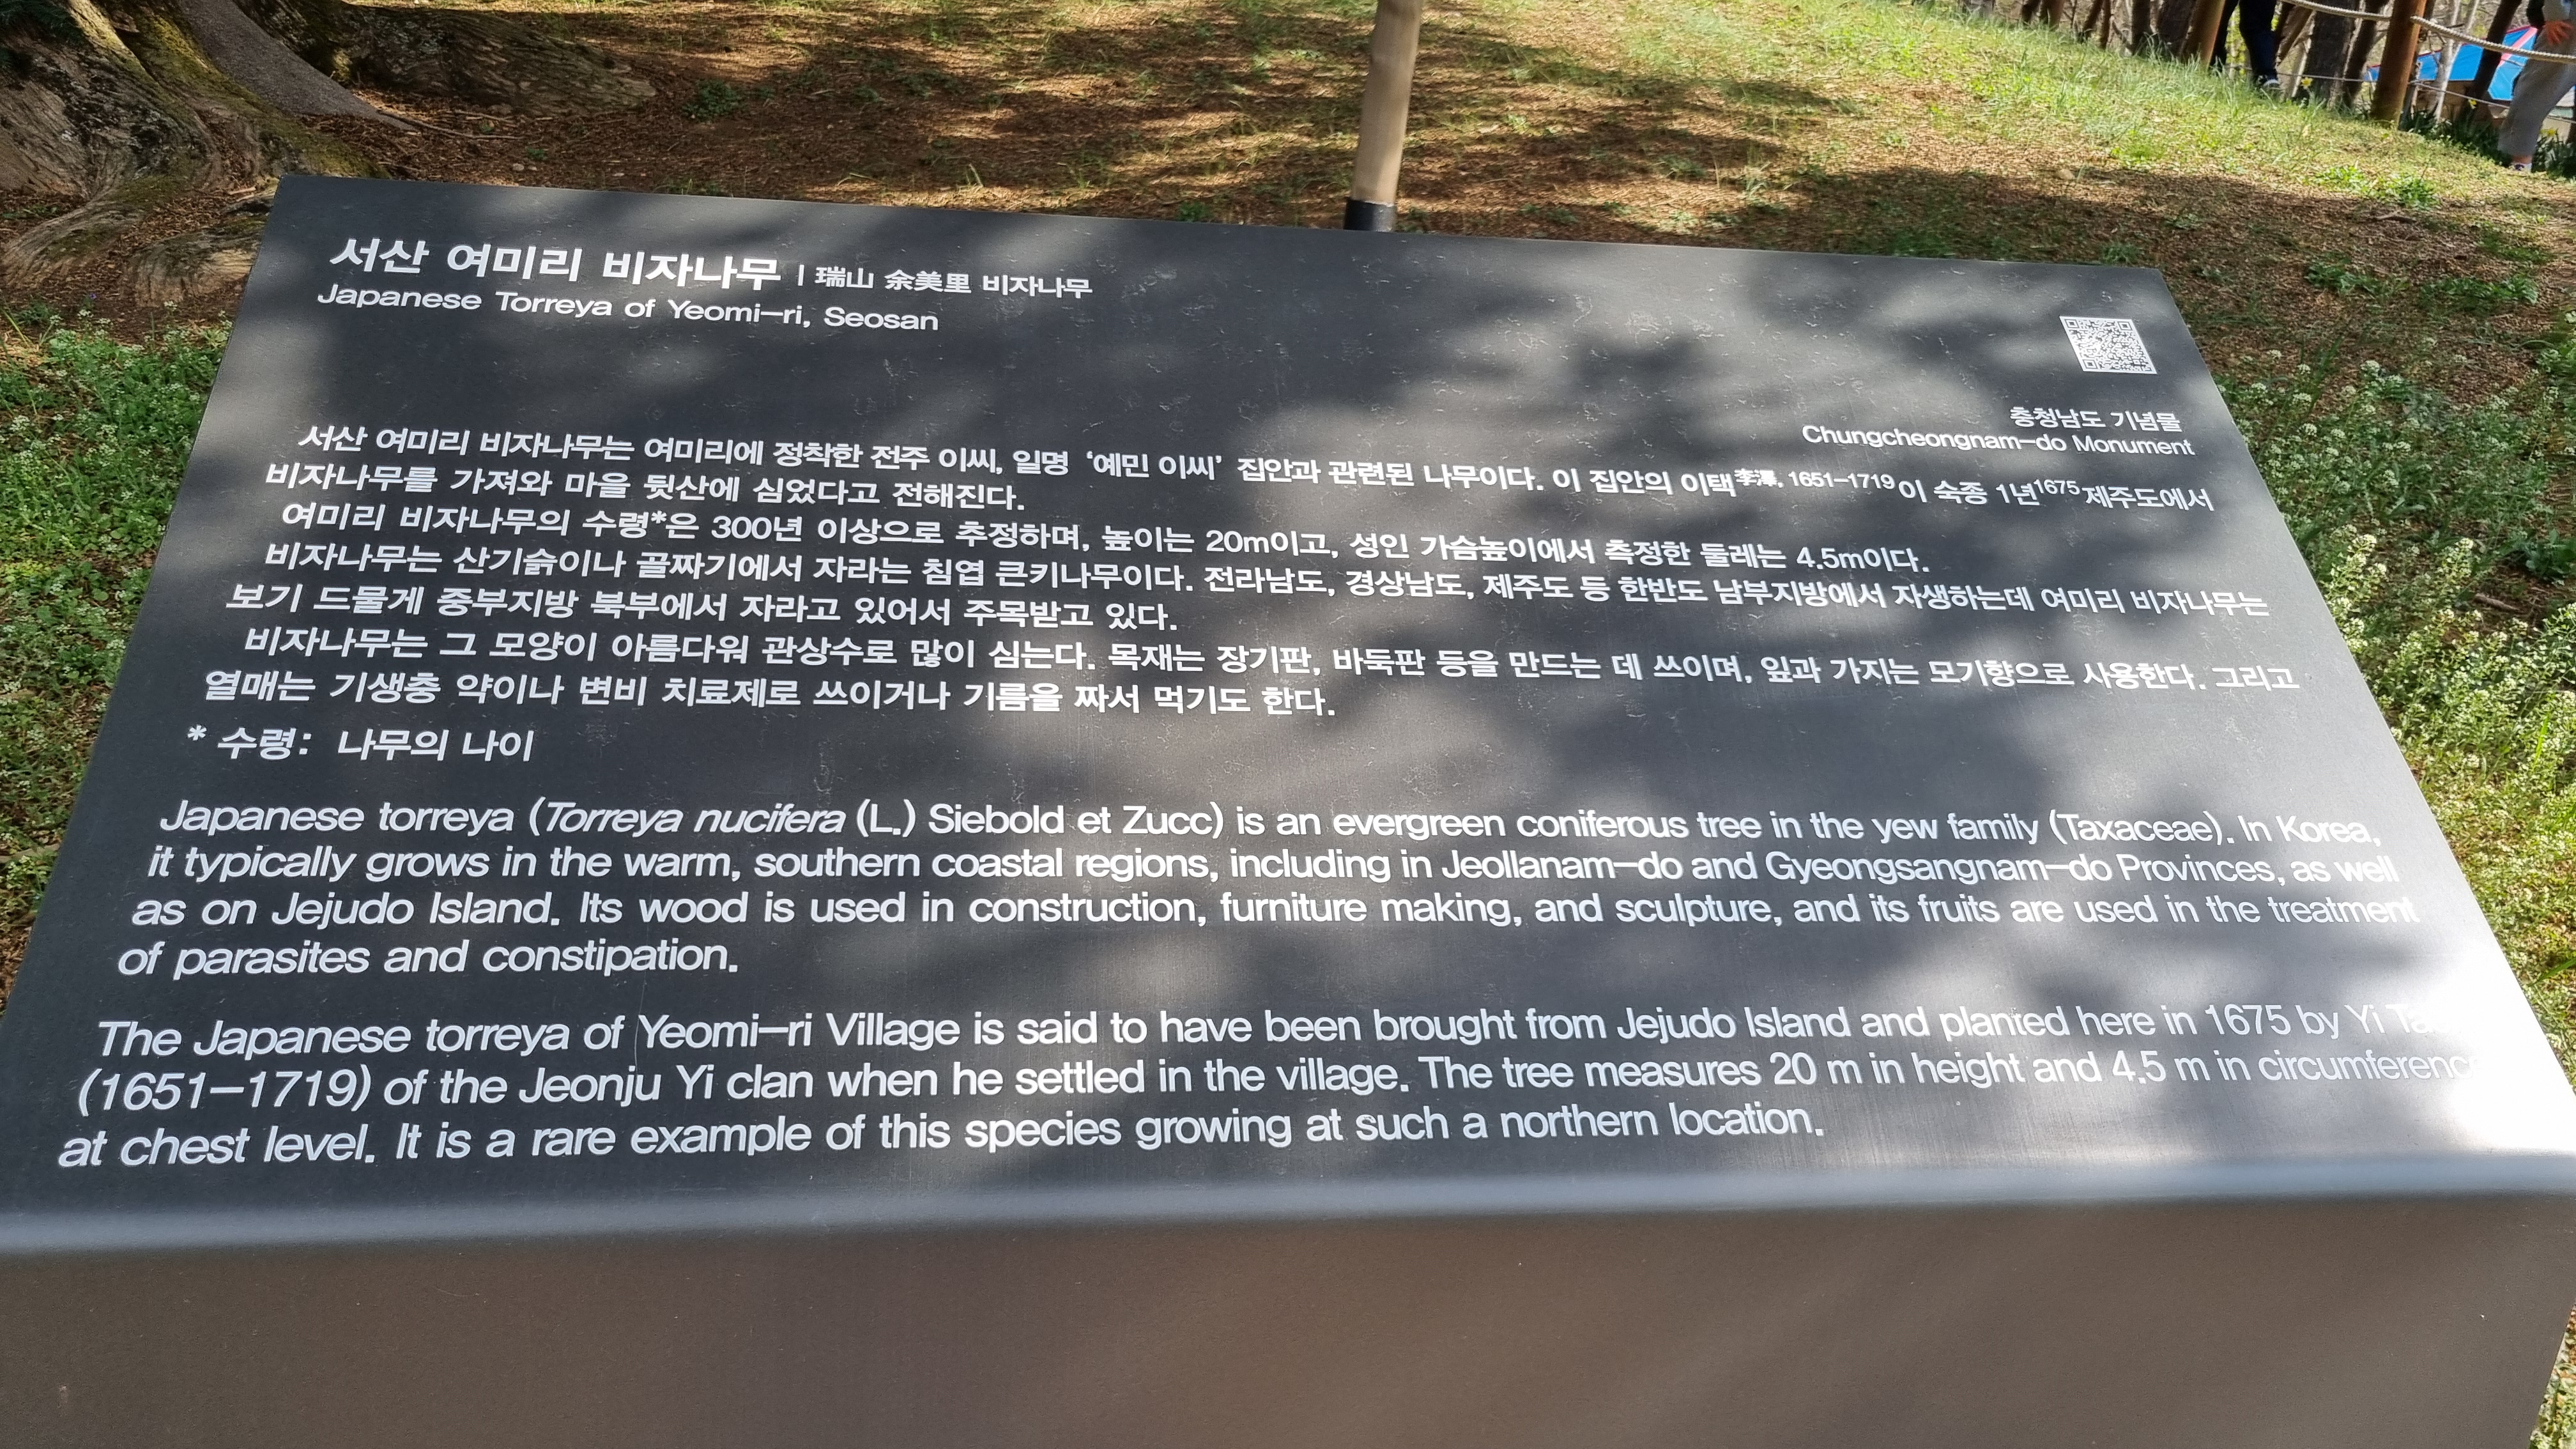 서산 여미리 비자나무 | 瑞山 余美里 비자나무
Japanese Torreya of Yeomi-ri, Seosan
충청남도 기념물
Chungcheongnam-do Monument
서산 여미리 비자나무는 여미리에 정착한 전주 이씨, 일명 ‘예민 이씨’ 집안과 관련된 나무이다. 이 집안의 이택李澤, 1651-1719이 숙종 1년1675제주도에서
비자나무를 가져와 마을 뒷산에 심었다고 전해진다.
여미리 비자나무의 수령*은 300년 이상으로 추정하며, 높이는 20m이고, 성인 가슴높이에서 측정한 둘레는 4.5m이다.
비자나무는 산기슭이나 골짜기에서 자라는 침엽 큰키나무이다. 전라남도, 경상남도, 제주도 등 한반도 남부지방에서 자생하는데 여미리 비자나무는
보기 드물게 중부지방 북부에서 자라고 있어서 주목받고 있다.
비자나무는 그 모양이 아름다워 관상수로 많이 심는다. 목재는 장기판, 바둑판 등을 만드는 데 쓰이며, 잎과 가지는 모기향으로 사용한다. 그리고
열매는 기생충 약이나 변비 치료제로 쓰이거나 기름을 짜서 먹기도 한다.
* 수령: 나무의 나이
Japanese torreya (Torreya nucifera (L.) Siebold et Zucc) is an evergreen coniferous tree in the yew family (Taxaceae). In Korea,
it typically grows in the warm, southern coastal regions, including in Jeollanam-do and Gyeongsangnam-do Provinces, as well
as on Jejudo Island. Its wood is used in construction, furniture making, and sculpture, and its fruits are used in the treatment
of parasites and constipation.
The Japanese torreya of Yeomi-ri Village is said to have been brought from Jejudo Island and planted here in 1675 by Yi
(1651-1719) of the Jeonju Yi clan when he settled in the village. The tree measures 20 m in height and 4.5 m in circumference
at chest level. It is a rare example of this species growing at such a northern location.